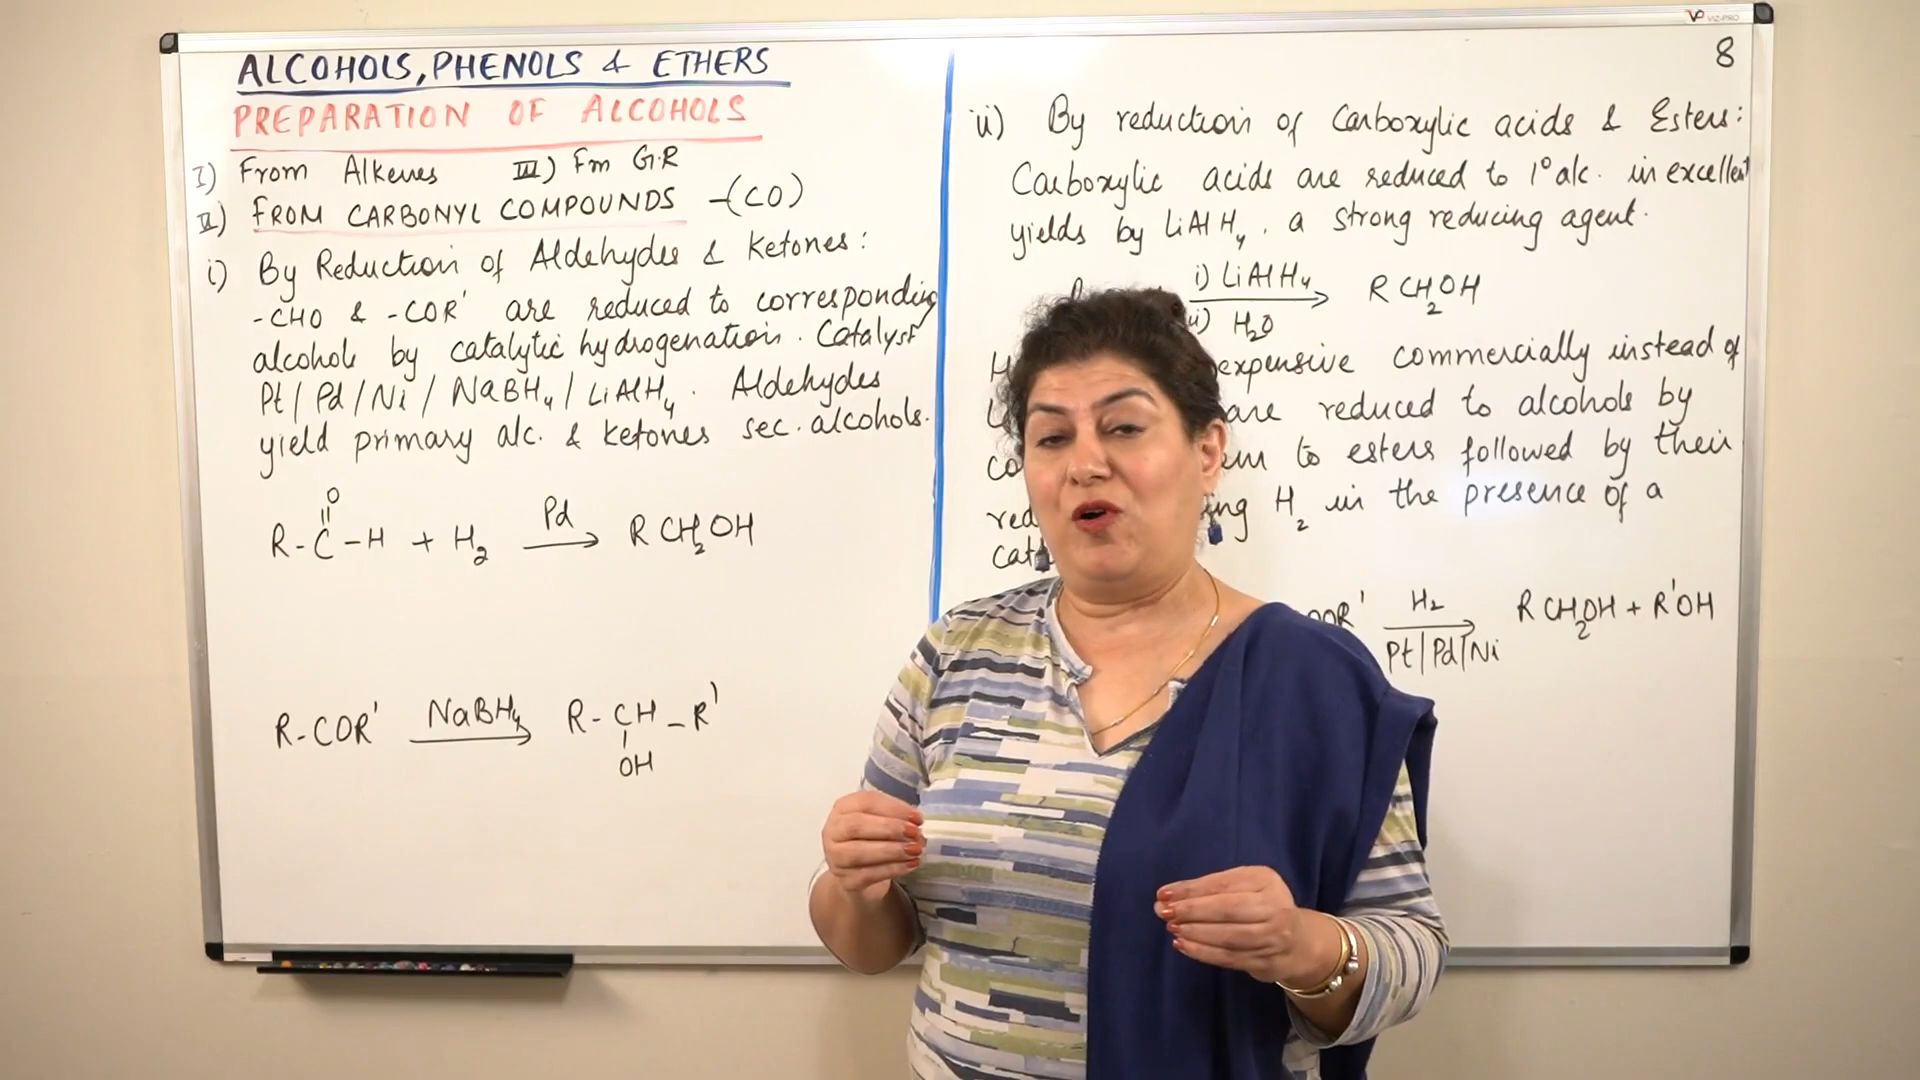 VIZ-PRO
8
ALCOHOLS, PHENOLS & ETHERS
PREPARATION OF ALCOHOLS
I) From Alkenes III) Fm G.R
II) FROM CARBONYL COMPOUNDS -(CO)
i) By Reduction of Aldehydes & Ketones:
-CHO & -COR' are reduced to corresponding
alcohols by catalytic hydrogenation. Catalyst
Pt/Pd/Ni/NaBH₄/LiAlH₄. Aldehydes
yield primary alc. & ketones sec. alcohols.
O
||
R-C-H + H₂ Pd → RCH₂OH
R-COR' NaBH₄ → R-CH-R'
OH
ii) By reduction of Carboxylic acids & Esters:
Carboxylic acids are reduced to 1° alc. in excellent
yields by LiAlH₄, a strong reducing agent.
i) LiAlH₄ → RCH₂OH
ii) H₂O
expensive commercially instead of
are reduced to alcohols by
to esters followed by their
H₂ in the presence of a
H₂ → RCH₂OH + R'OH
Pt/Pd/Ni